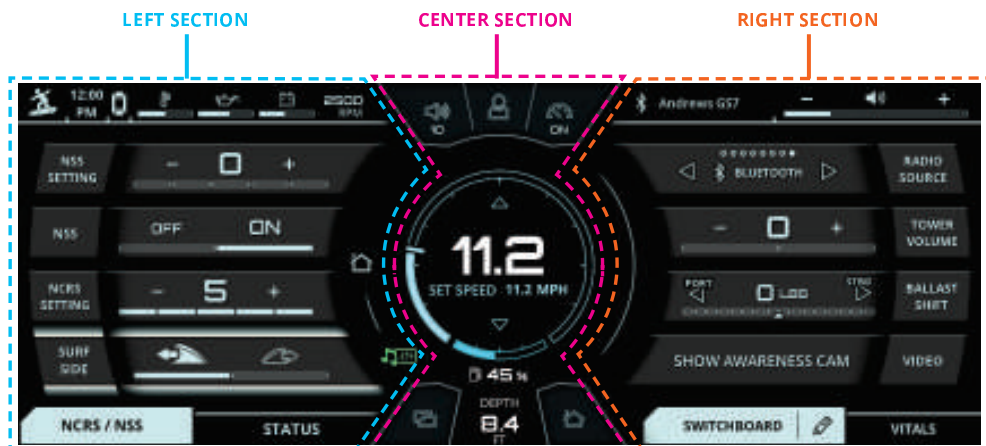 LEFT SECTION
CENTER SECTION
RIGHT SECTION
12:00
PM
2500
RPM
10
ON
Andrews GS7
−
+
NSS
SETTING
− 0 +
NSS
OFF ON
NCRS
SETTING
− 5 +
SURF
SIDE
NCRS / NSS
STATUS
11.2
SET SPEED 11.2 MPH
45 %
DEPTH
8.4
FT
BLUETOOTH
RADIO
SOURCE
− 0 +
TOWER
VOLUME
PORT
STBD
0 LBS
BALLAST
SHIFT
SHOW AWARENESS CAM
VIDEO
SWITCHBOARD
VITALS